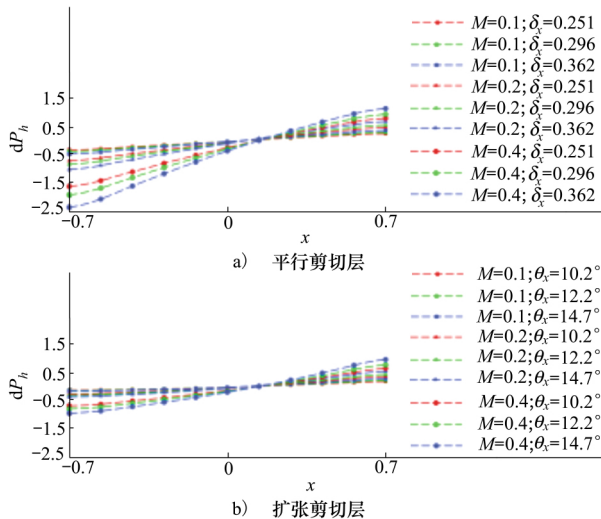 M=0.1;δx=0.251
M=0.1;δx=0.296
M=0.1;δx=0.362
M=0.2;δx=0.251
M=0.2;δx=0.296
M=0.2;δx=0.362
M=0.4;δx=0.251
M=0.4;δx=0.296
M=0.4;δx=0.362
1.5
0.5
−0.5
−1.5
−2.5
dPh
−0.7 0 0.7
x
a) 平行剪切层
M=0.1;θx=10.2°
M=0.1;θx=12.2°
M=0.1;θx=14.7°
M=0.2;θx=10.2°
M=0.2;θx=12.2°
M=0.2;θx=14.7°
M=0.4;θx=10.2°
M=0.4;θx=12.2°
M=0.4;θx=14.7°
1.5
0.5
−0.5
−1.5
−2.5
dPh
−0.7 0 0.7
x
b) 扩张剪切层